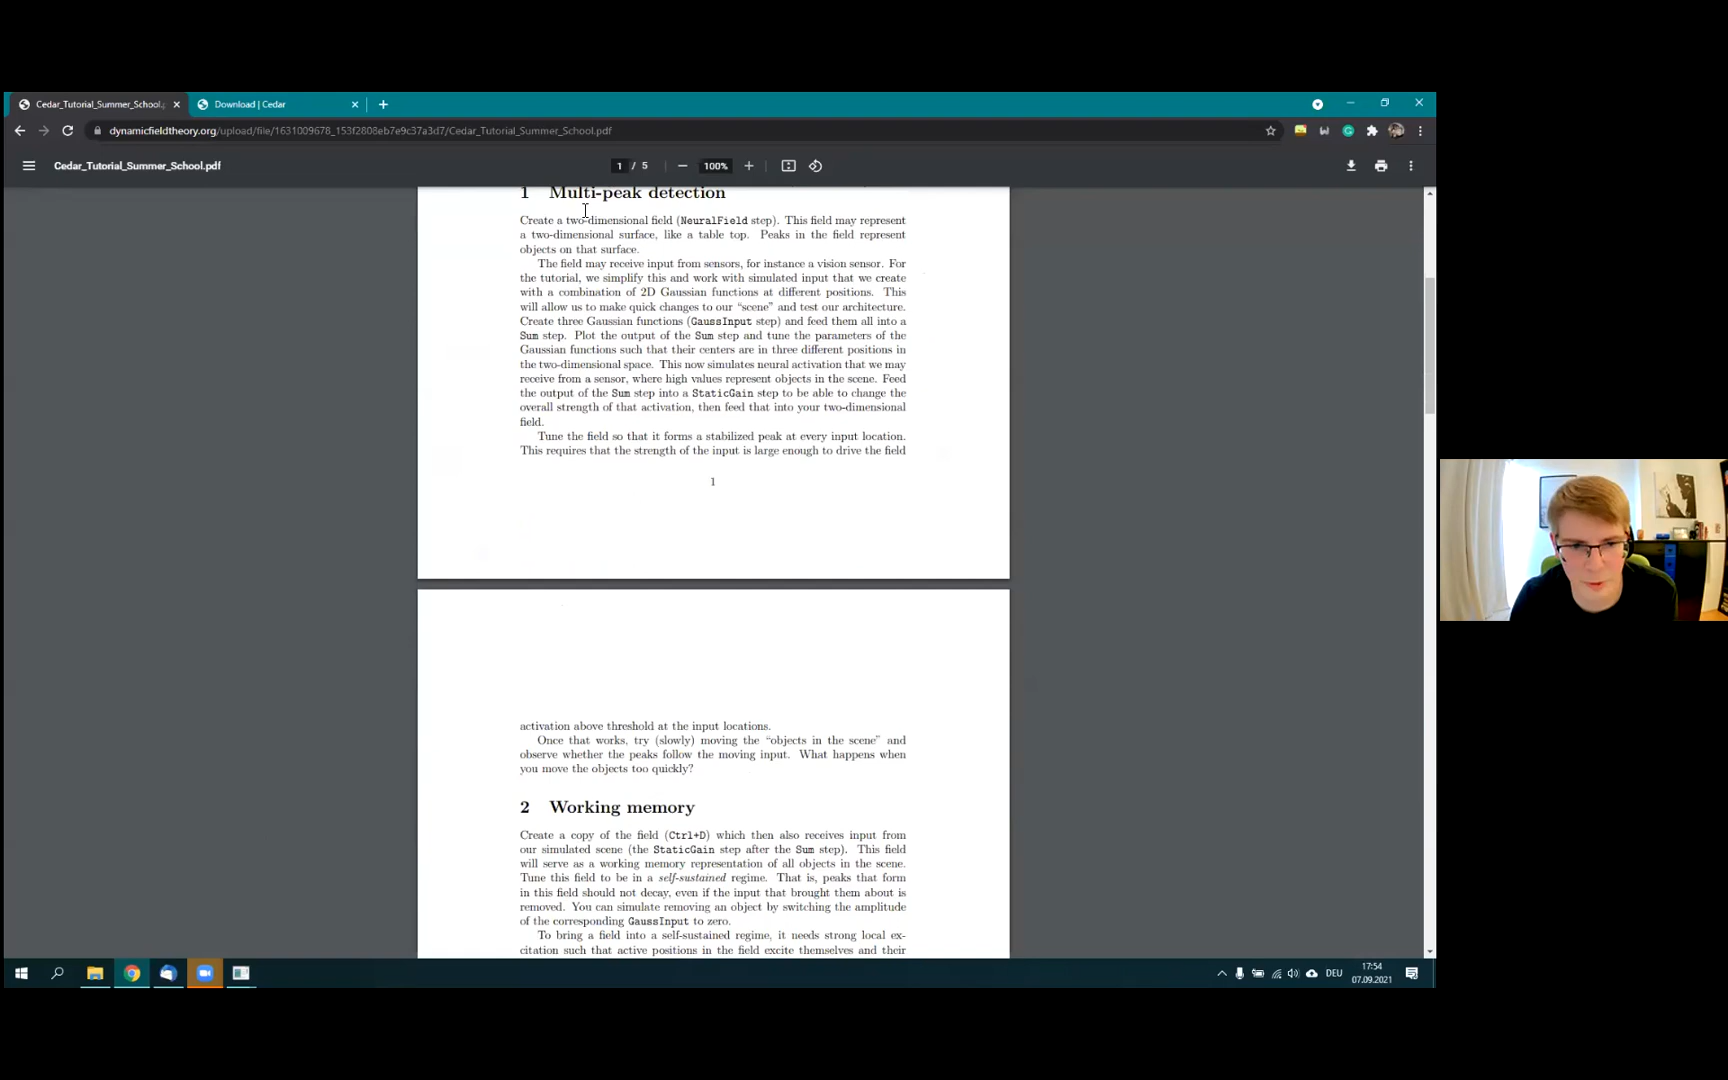 Cedar_Tutorial_Summer_School.
Download | Cedar
dynamicfieldtheory.org/upload/file/1631009678_153f2808eb7e9c37a3d7/Cedar_Tutorial_Summer_School.pdf
Cedar_Tutorial_Summer_School.pdf
1 / 5
100%
1 Multi-peak detection
Create a two-dimensional field (NeuralField step). This field may represent
a two-dimensional surface, like a table top. Peaks in the field represent
objects on that surface.
The field may receive input from sensors, for instance a vision sensor. For
the tutorial, we simplify this and work with simulated input that we create
with a combination of 2D Gaussian functions at different positions. This
will allow us to make quick changes to our “scene” and test our architecture.
Create three Gaussian functions (GaussInput step) and feed them all into a
Sum step. Plot the output of the Sum step and tune the parameters of the
Gaussian functions such that their centers are in three different positions in
the two-dimensional space. This now simulates neural activation that we may
receive from a sensor, where high values represent objects in the scene. Feed
the output of the Sum step into a StaticGain step to be able to change the
overall strength of that activation, then feed that into your two-dimensional
field.
Tune the field so that it forms a stabilized peak at every input location.
This requires that the strength of the input is large enough to drive the field
1
activation above threshold at the input locations.
Once that works, try (slowly) moving the “objects in the scene” and
observe whether the peaks follow the moving input. What happens when
you move the objects too quickly?
2 Working memory
Create a copy of the field (Ctrl+D) which then also receives input from
our simulated scene (the StaticGain step after the Sum step). This field
will serve as a working memory representation of all objects in the scene.
Tune this field to be in a self-sustained regime. That is, peaks that form
in this field should not decay, even if the input that brought them about is
removed. You can simulate removing an object by switching the amplitude
of the corresponding GaussInput to zero.
To bring a field into a self-sustained regime, it needs strong local ex-
citation such that active positions in the field excite themselves and their
DEU
17:54
07.09.2021